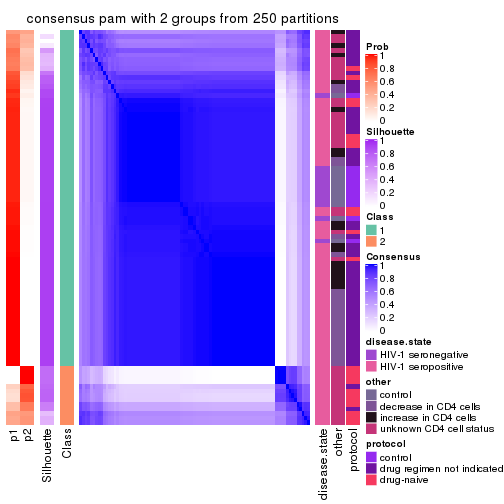 consensus pam with 2 groups from 250 partitions
Prob
1
0.8
0.6
0.4
0.2
0
Silhouette
1
0.8
0.6
0.4
0.2
0
Class
1
2
Consensus
1
0.8
0.6
0.4
0.2
0
disease.state
HIV-1 seronegative
HIV-1 seropositive
other
control
decrease in CD4 cells
increase in CD4 cells
unknown CD4 cell status
protocol
control
drug regimen not indicated
drug-naive
p1
p2
Silhouette
Class
disease.state
other
protocol